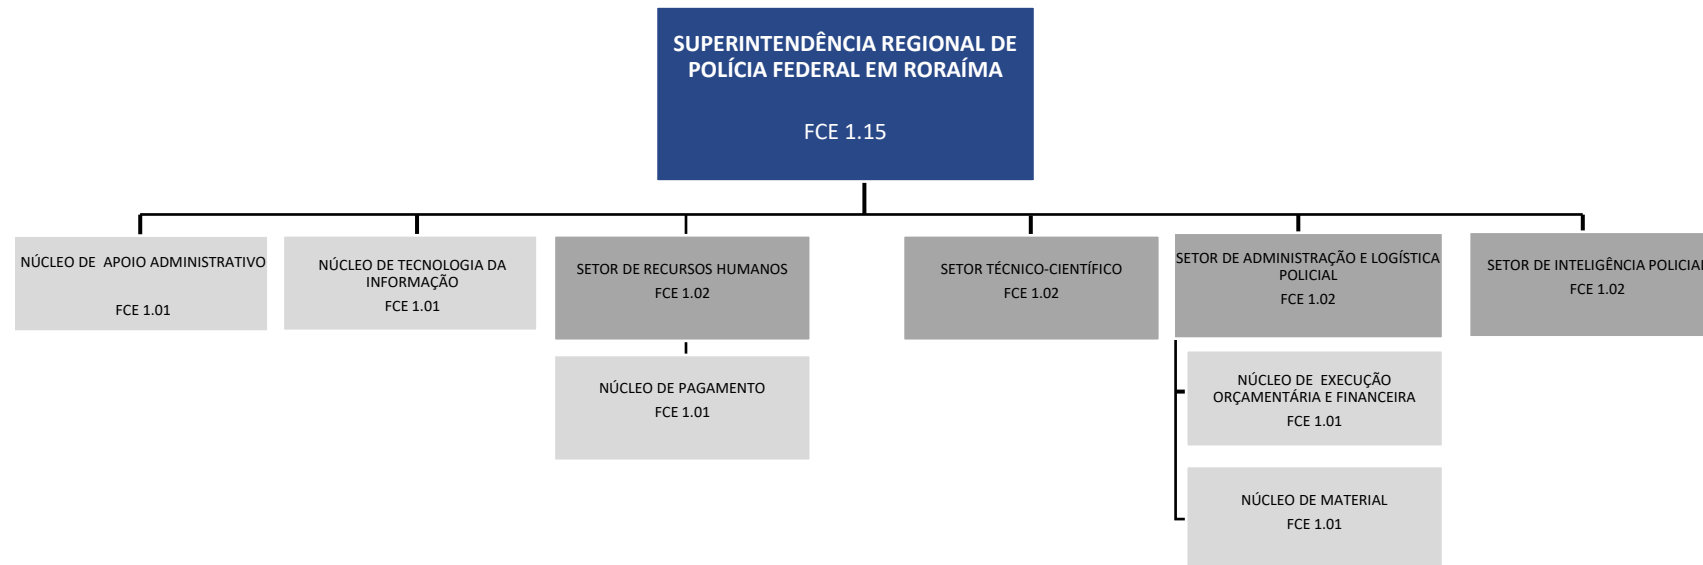 SUPERINTENDÊNCIA REGIONAL DE
POLÍCIA FEDERAL EM RORAÍMA
FCE 1.15
NÚCLEO DE  APOIO ADMINISTRATIVO
FCE 1.01
NÚCLEO DE TECNOLOGIA DA
INFORMAÇÃO
FCE 1.01
SETOR DE RECURSOS HUMANOS
FCE 1.02
SETOR TÉCNICO-CIENTÍFICO
FCE 1.02
SETOR DE ADMINISTRAÇÃO E LOGÍSTICA
POLICIAL
FCE 1.02
SETOR DE INTELIGÊNCIA POLICIAL
FCE 1.02
NÚCLEO DE PAGAMENTO
FCE 1.01
NÚCLEO DE  EXECUÇÃO
ORÇAMENTÁRIA E FINANCEIRA
FCE 1.01
NÚCLEO DE MATERIAL
FCE 1.01